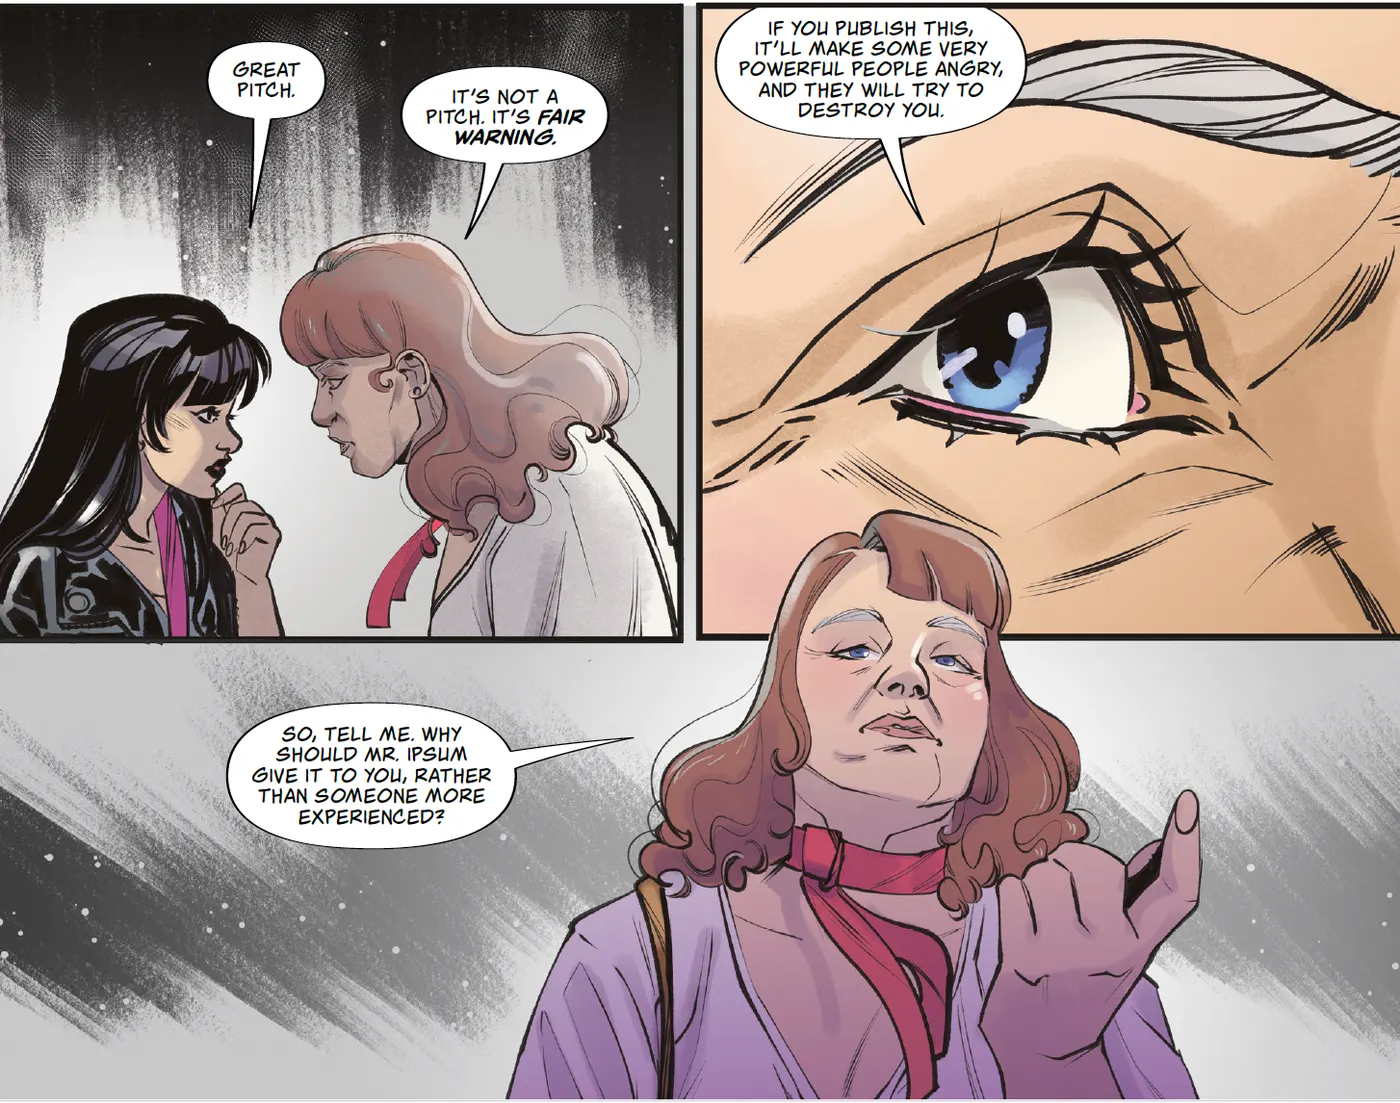 GREAT
PITCH.
IT'S NOT A
PITCH. IT'S FAIR
WARNING.
IF YOU PUBLISH THIS,
IT'LL MAKE SOME VERY
POWERFUL PEOPLE ANGRY,
AND THEY WILL TRY TO
DESTROY YOU.
SO, TELL ME. WHY
SHOULD MR. IPSUM
GIVE IT TO YOU, RATHER
THAN SOMEONE MORE
EXPERIENCED?